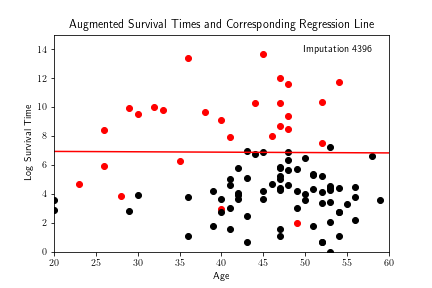 Augmented Survival Times and Corresponding Regression Line
Imputation 4396
Log Survival Time
14
12
10
8
6
4
2
0
20 25 30 35 40 45 50 55 60
Age